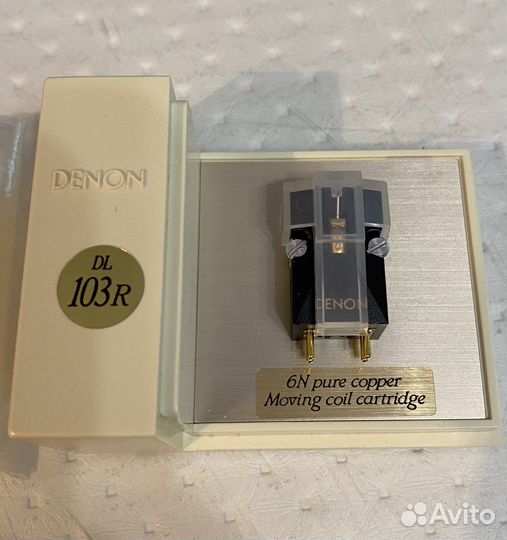 DENON
DL
103R
DENON
6N pure copper
Moving coil cartridge
Avito